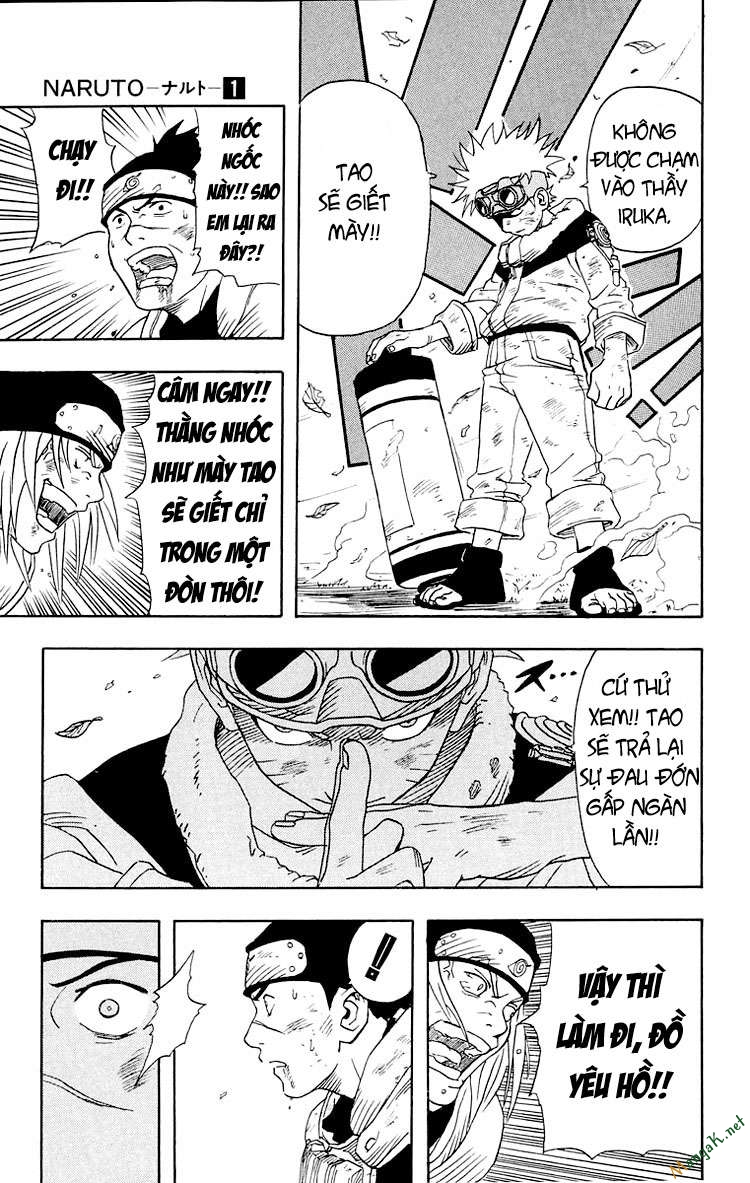 NARUTO—ナルト—1
KHÔNG
ĐƯỢC CHẠM
VÀO THẦY
IRUKA.
TAO
SẼ GIẾT
MÀY!!
NHÓC
NGỐC
NÀY!! SAO
EM LẠI RA
ĐÂY?!
CHẠY
ĐI!!
CÂM NGAY!!
THẰNG NHÓC
NHƯ MÀY TAO
SẼ GIẾT CHỈ
TRONG MỘT
ĐÒN THÔI!
ス…
CỨ THỬ
XEM!! TAO
SẼ TRẢ LẠI
SỰ ĐAU ĐỚN
GẤP NGÀN
LẦN!!
VẬY THÌ
LÀM ĐI, ĐỒ
YÊU HỒ!!
!
MangaK.net